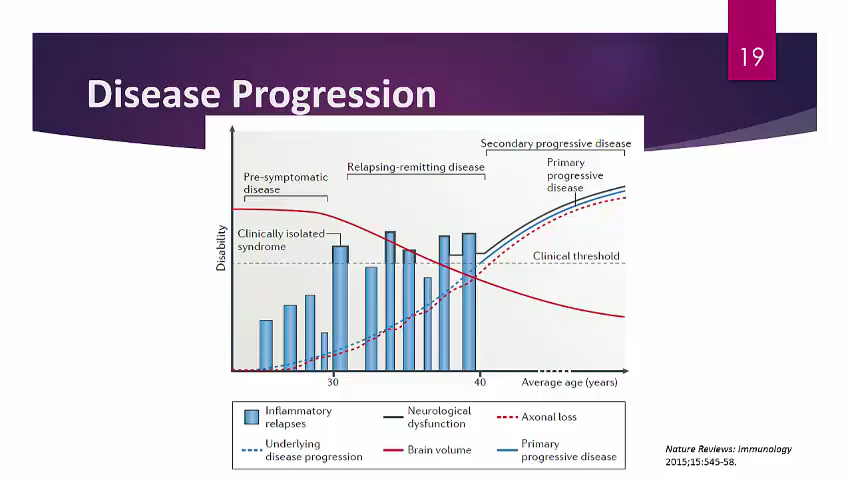 19
Disease Progression
Secondary progressive disease
Relapsing-remitting disease
Primary
progressive
disease
Pre-symptomatic
disease
Clinically isolated
syndrome
Clinical threshold
Disability
30
40
Average age (years)
Inflammatory
relapses
Neurological
dysfunction
Axonal loss
Underlying
disease progression
Brain volume
Primary
progressive disease
Nature Reviews: Immunology
2015;15:545-58.